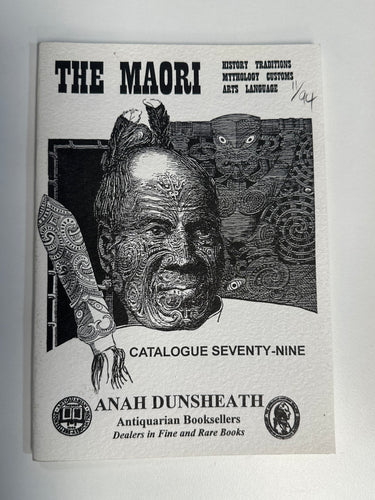 THE MAORI
HISTORY TRADITIONS
MYTHOLOGY CUSTOMS
ARTS LANGUAGE
11/94
CATALOGUE SEVENTY-NINE
ANAH DUNSHEATH
Antiquarian Booksellers
Dealers in Fine and Rare Books